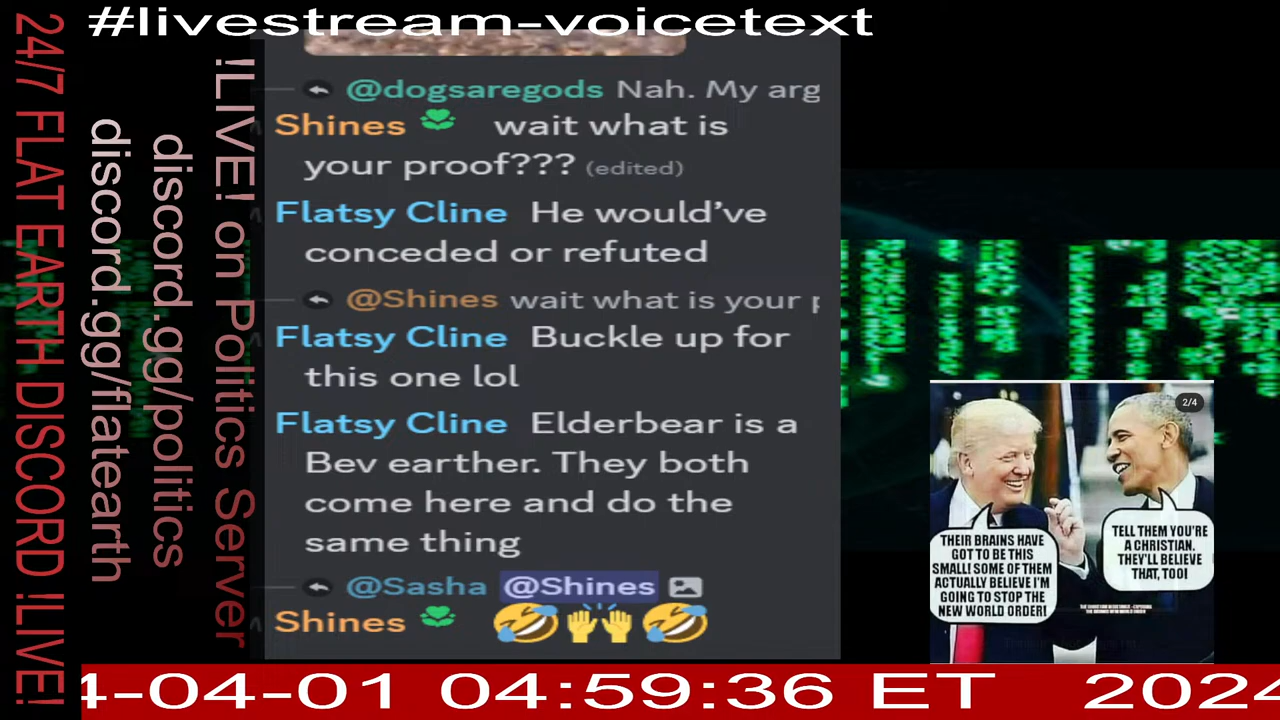 #livestream-voicetext
24/7 FLAT EARTH DISCORD !LIVE!
discord.gg/flatearth
discord.gg/politics
!LIVE! on Politics Server
@dogsaregods Nah. My arg
Shines wait what is
your proof??? (edited)
Flatsy Cline He would've
conceded or refuted
@Shines wait what is your p
Flatsy Cline Buckle up for
this one lol
Flatsy Cline Elderbear is a
Bev earther. They both
come here and do the
same thing
@Sasha @Shines
Shines 🤣🙌🤣
2/4
THEIR BRAINS HAVE
GOT TO BE THIS
SMALL! SOME OF THEM
ACTUALLY BELIEVE I'M
GOING TO STOP THE
NEW WORLD ORDER!
TELL THEM YOU'RE
A CHRISTIAN.
THEY'LL BELIEVE
THAT, TOO!
4-04-01 04:59:36 ET 2024